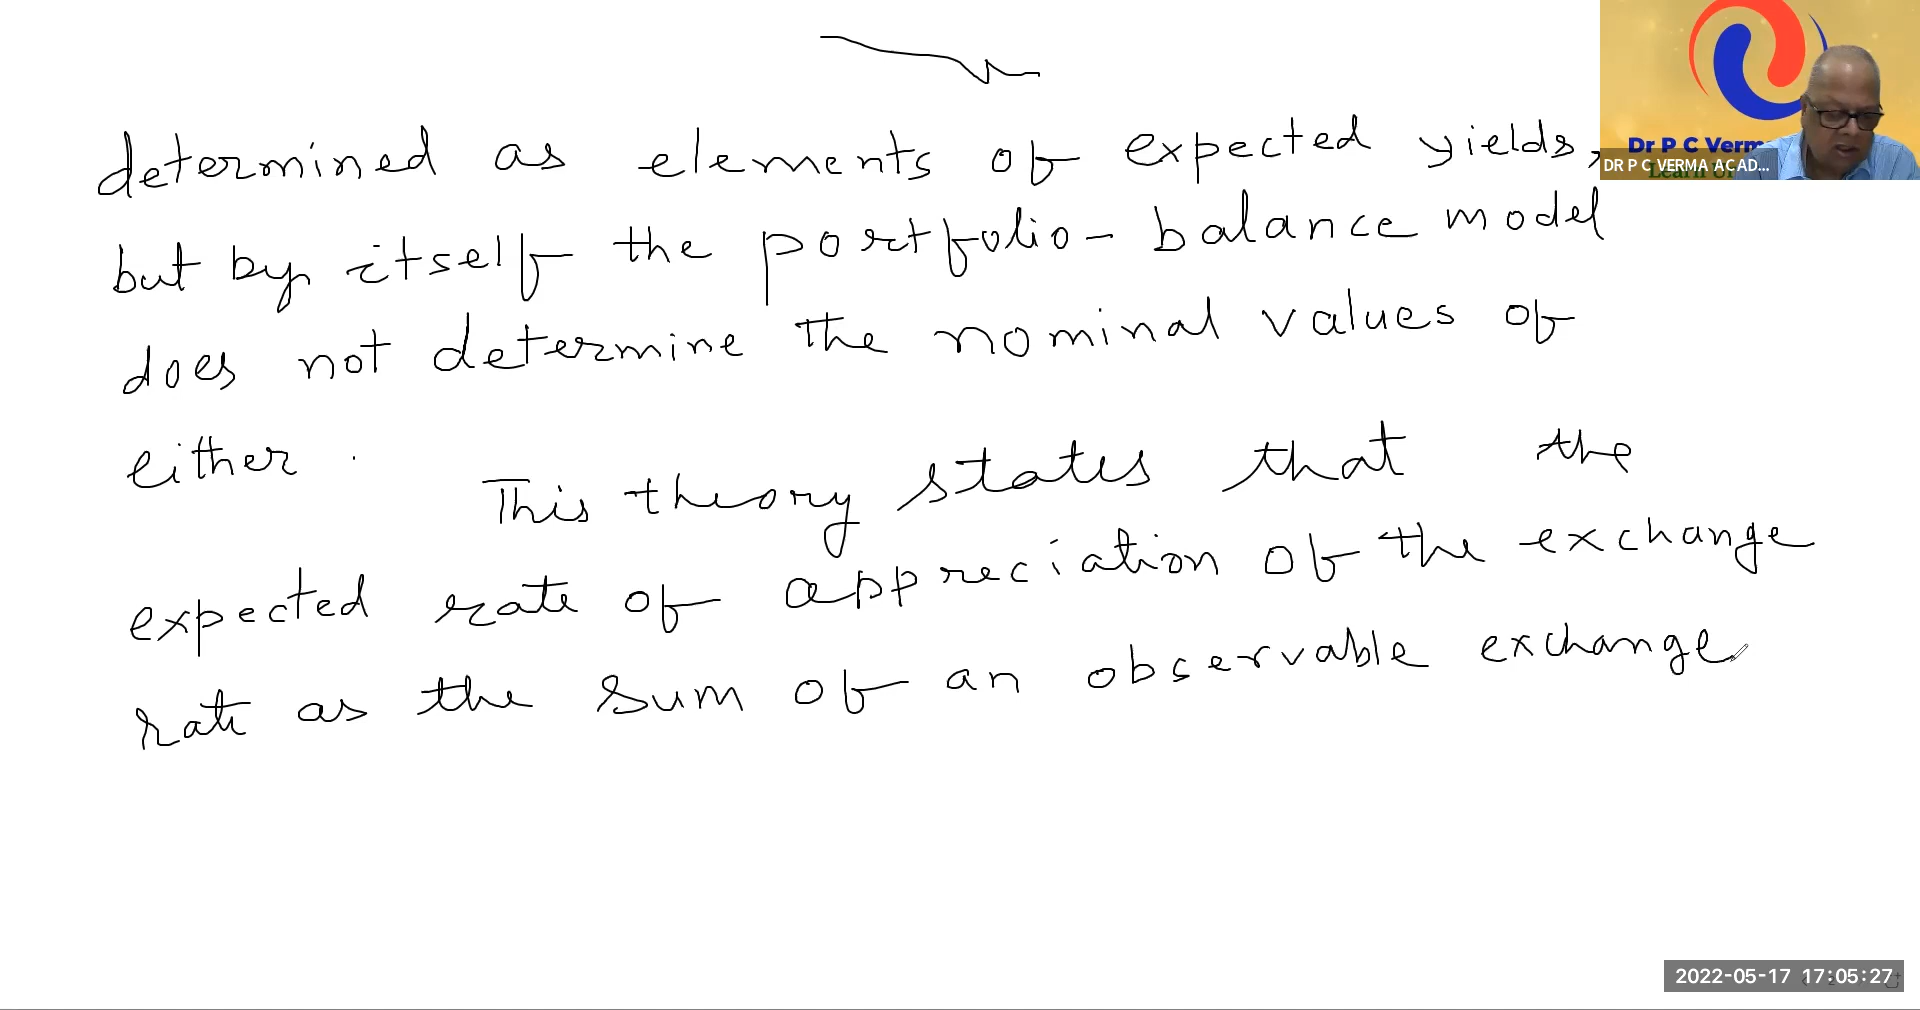 Dr P C Verm
DR P C VERMA ACAD...
determined as elements of expected yields,
but by itself the portfolio-balance model
does not determine the nominal values of
either.
This theory states that the
expected rate of appreciation of the exchange
rate as the sum of an observable exchange
2022-05-17 17:05:27